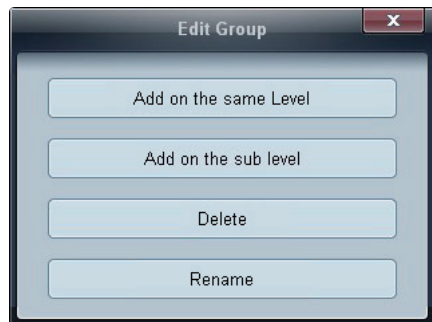 Edit Group
x
Add on the same Level
Add on the sub level
Delete
Rename